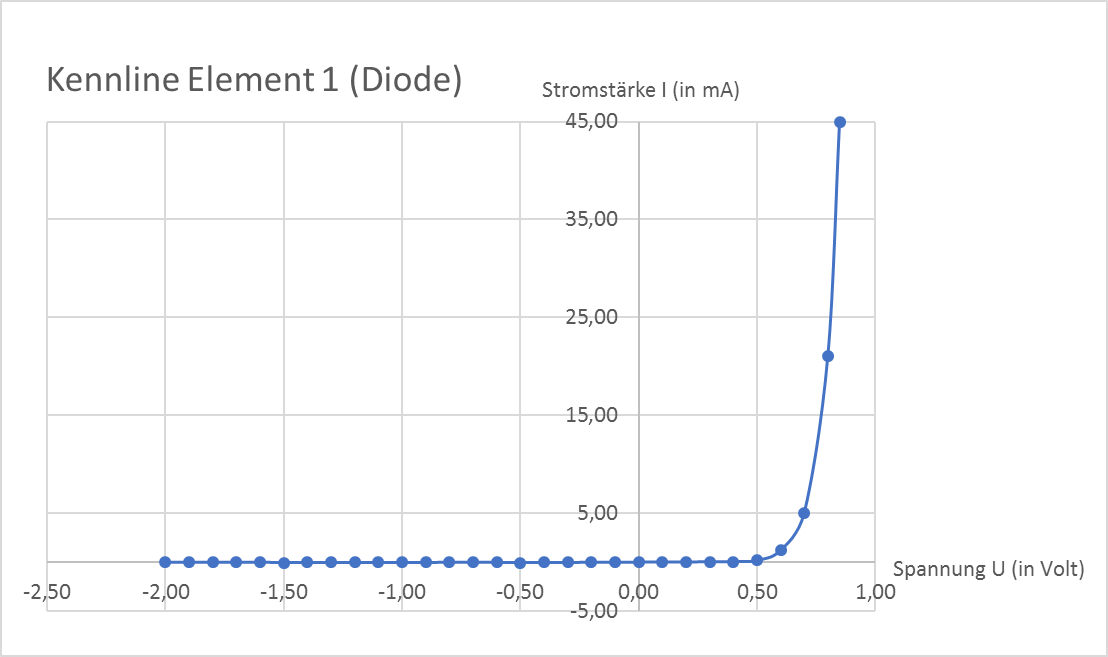 Kennline Element 1 (Diode)
Stromstärke I (in mA)
45,00
35,00
25,00
15,00
5,00
Spannung U (in Volt)
-2,50 -2,00 -1,50 -1,00 -0,50 0,00 0,50 1,00
-5,00